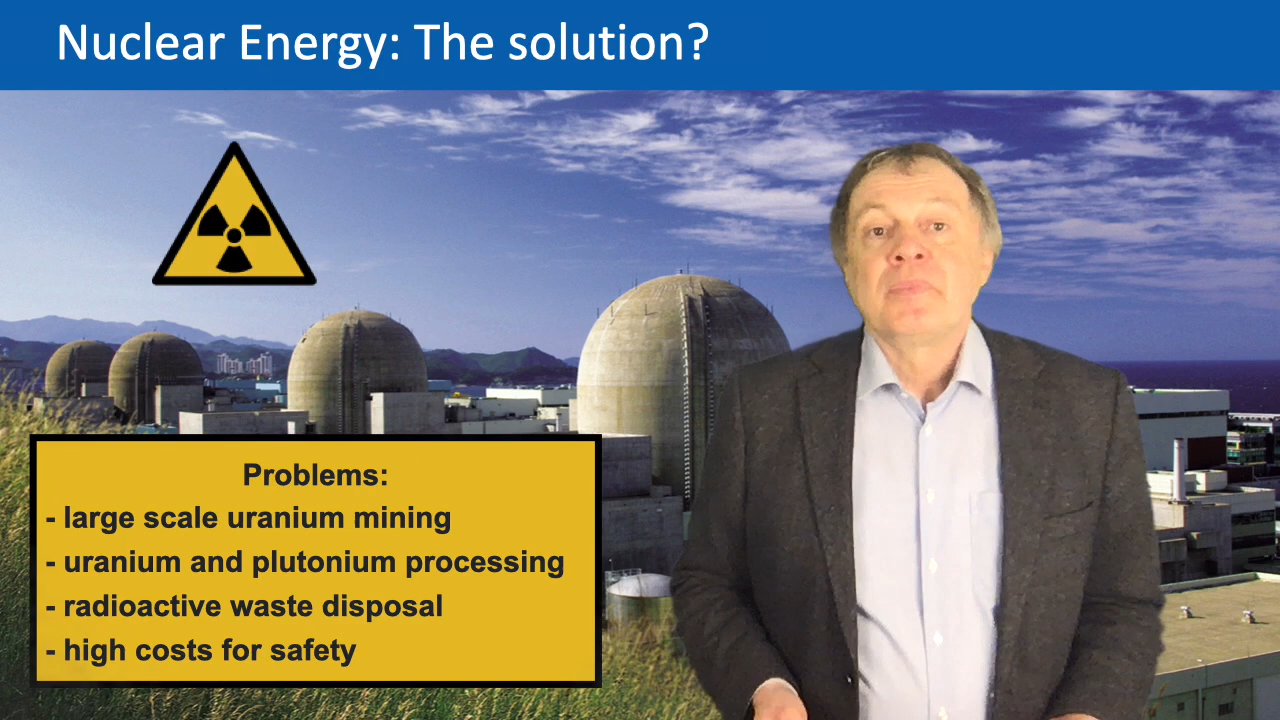 Nuclear Energy: The solution?
Problems:
- large scale uranium mining
- uranium and plutonium processing
- radioactive waste disposal
- high costs for safety